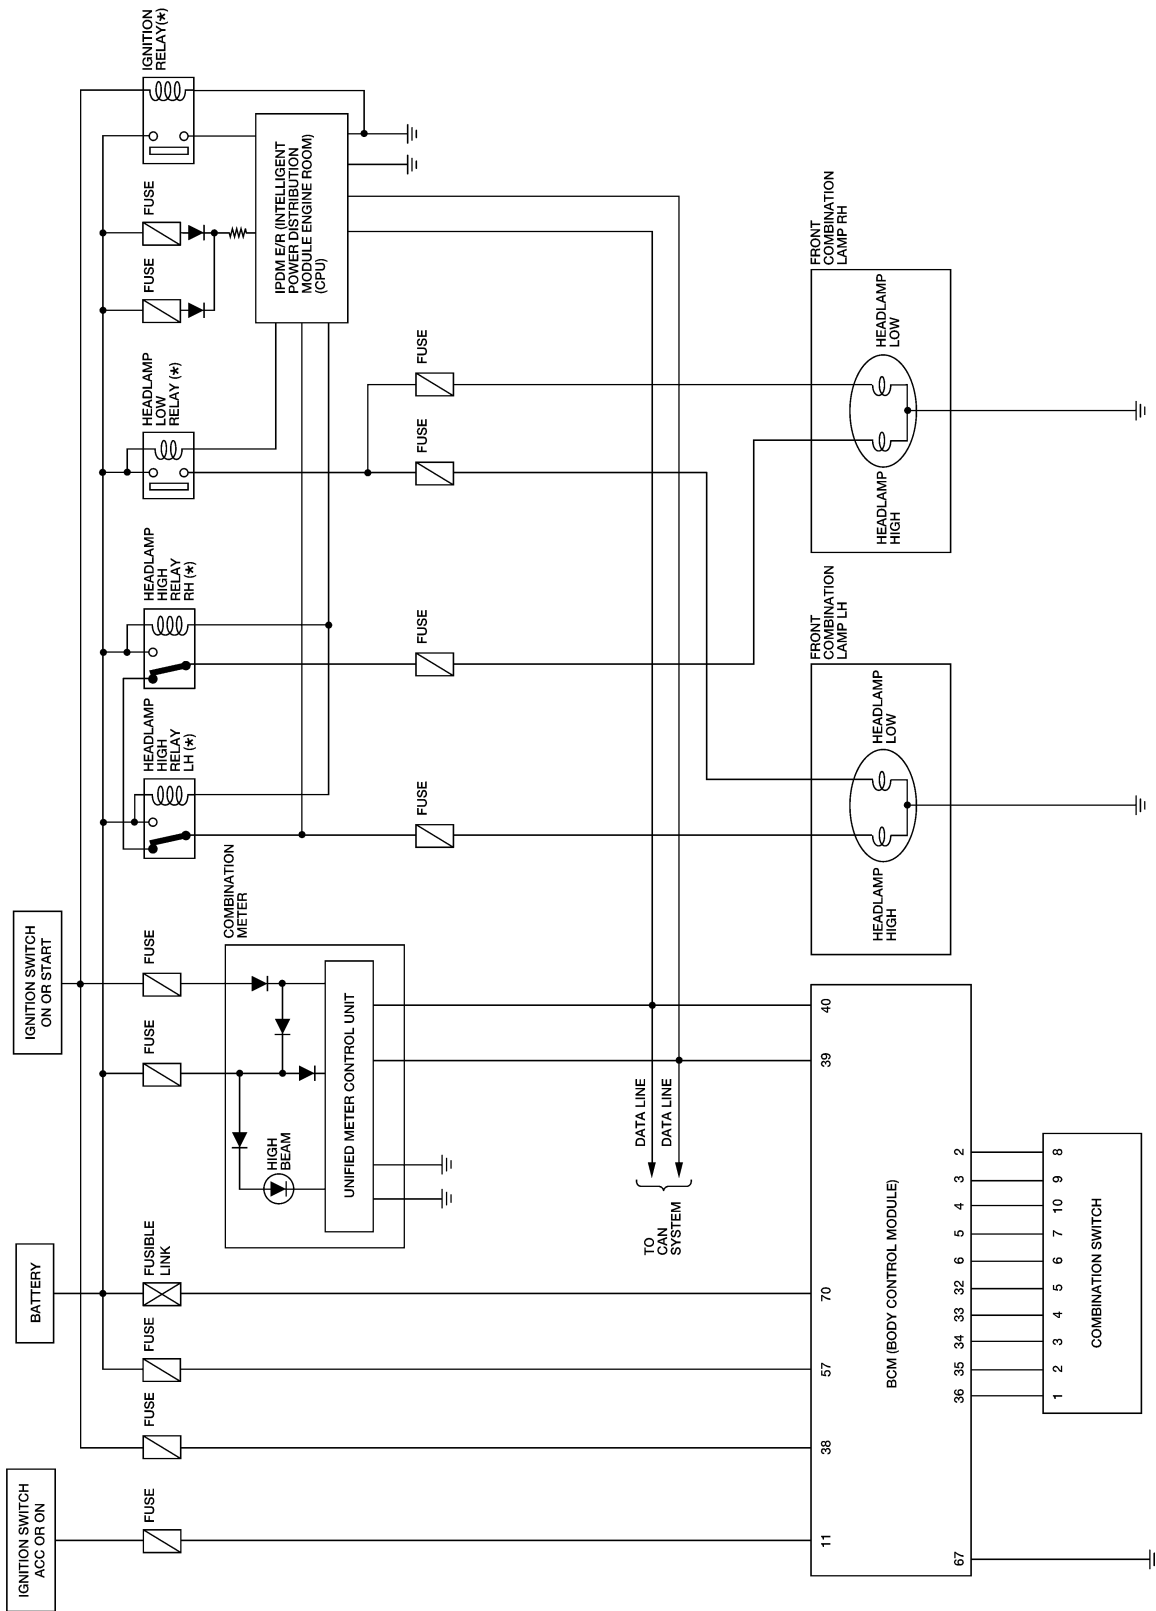 IGNITION SWITCH
ACC OR ON
BATTERY
IGNITION SWITCH
ON OR START
FUSE
FUSE
FUSE
FUSIBLE
LINK
FUSE
FUSE
HEADLAMP
HIGH
RELAY
LH (*)
HEADLAMP
HIGH
RELAY
RH (*)
HEADLAMP
LOW
RELAY (*)
FUSE
FUSE
IGNITION
RELAY(*)
COMBINATION
METER
HIGH
BEAM
UNIFIED METER CONTROL UNIT
IPDM E/R (INTELLIGENT
POWER DISTRIBUTION
MODULE ENGINE ROOM)
(CPU)
FUSE
FUSE
FUSE
FUSE
TO
CAN
SYSTEM
DATA LINE
DATA LINE
FRONT
COMBINATION
LAMP LH
HEADLAMP
HIGH
HEADLAMP
LOW
FRONT
COMBINATION
LAMP RH
HEADLAMP
HIGH
HEADLAMP
LOW
11
38
57
70
39
40
BCM (BODY CONTROL MODULE)
67
36
35
34
33
32
6
5
4
3
2
1
2
3
4
5
6
7
10
9
8
COMBINATION SWITCH